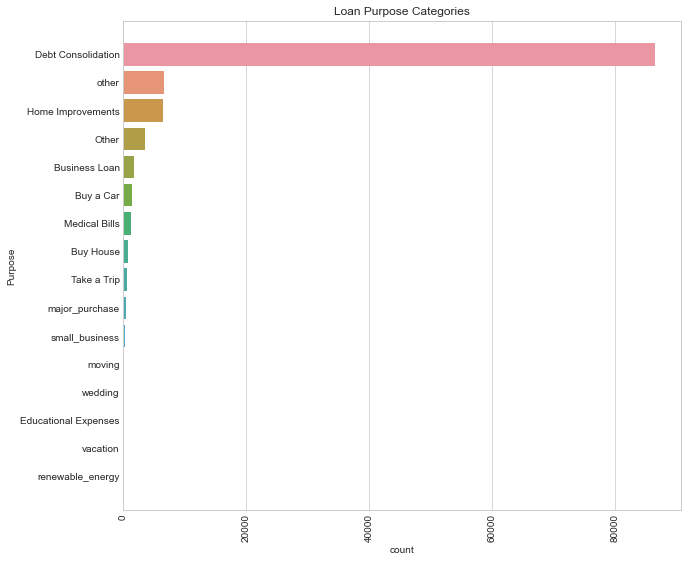 Loan Purpose Categories
Purpose
Debt Consolidation
other
Home Improvements
Other
Business Loan
Buy a Car
Medical Bills
Buy House
Take a Trip
major_purchase
small_business
moving
wedding
Educational Expenses
vacation
renewable_energy
0
20000
40000
60000
80000
count